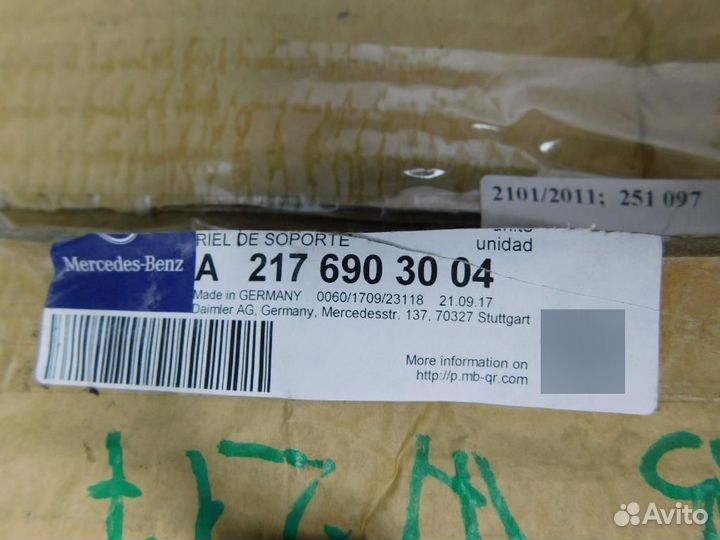 2101/2011; 251 097
RIEL DE SOPORTE
unidad
Mercedes-Benz
A 217 690 30 04
Made in GERMANY 0060/1709/23118 21.09.17
Daimler AG, Germany, Mercedesstr. 137, 70327 Stuttgart
More information on
http://p.mb-qr.com
W 217
Avito